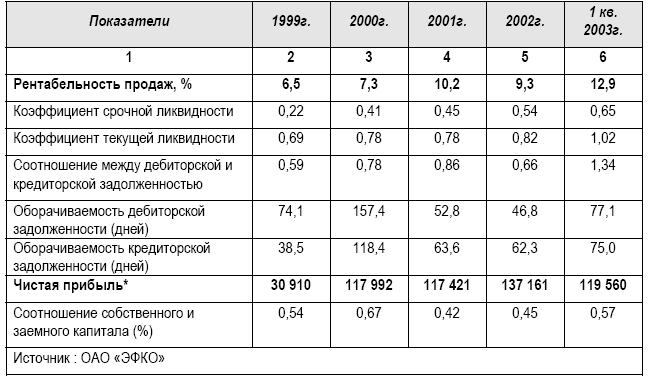 Показатели 1999г. 2000г. 2001г. 2002г. 1 кв. 2003г.
1 2 3 4 5 6
Рентабельность продаж, % 6,5 7,3 10,2 9,3 12,9
Коэффициент срочной ликвидности 0,22 0,41 0,45 0,54 0,65
Коэффициент текущей ликвидности 0,69 0,78 0,78 0,82 1,02
Соотношение между дебиторской и
кредиторской задолженностью 0,59 0,78 0,86 0,66 1,34
Оборачиваемость дебиторской
задолженности (дней) 74,1 157,4 52,8 46,8 77,1
Оборачиваемость кредиторской
задолженности (дней) 38,5 118,4 63,6 62,3 75,0
Чистая прибыль* 30 910 117 992 117 421 137 161 119 560
Соотношение собственного и
заемного капитала (%) 0,54 0,67 0,42 0,45 0,57
Источник : ОАО «ЭФКО»